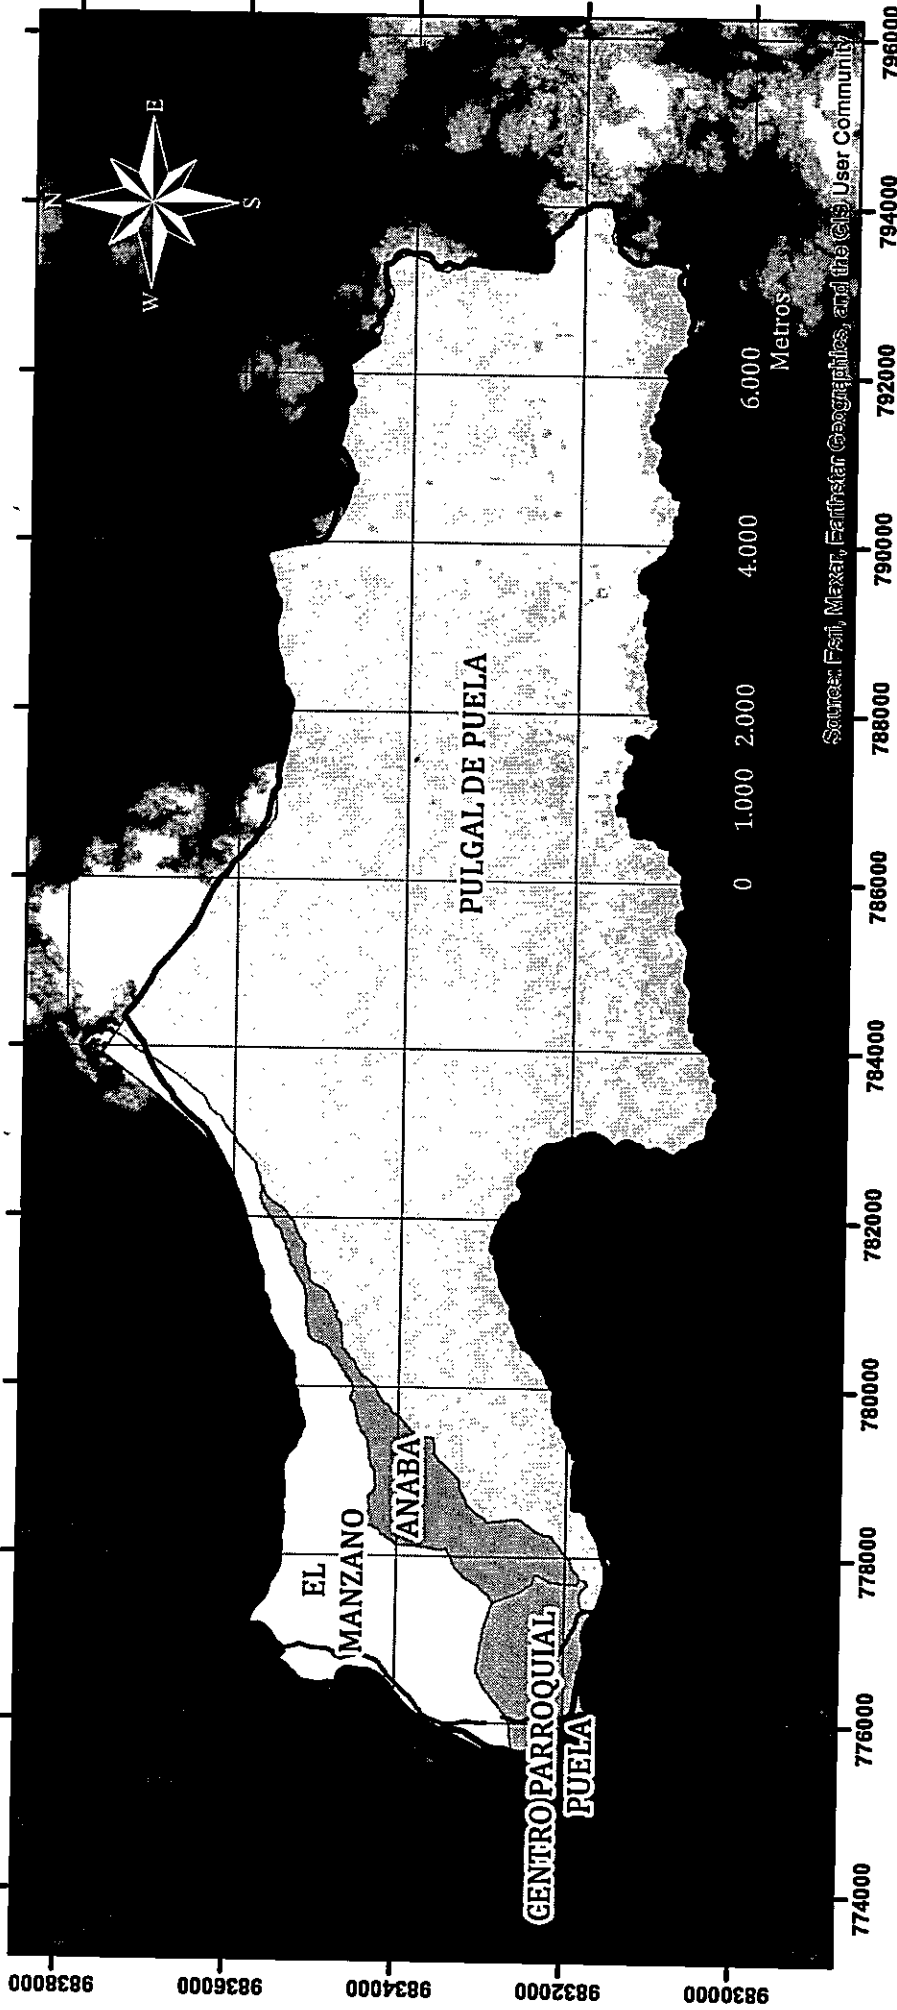 N
W
E
S
EL
MANZANO
ANABA
PULGAL DE PUELA
CENTRO PARROQUIAL
PUELA
0 1.000 2.000 4.000 6.000
Metros
Source: Esri, Maxar, Earthstar Geographics, and the GIS User Community
9838000
9836000
9834000
9832000
9830000
774000 776000 778000 780000 782000 784000 786000 788000 790000 792000 794000 796000